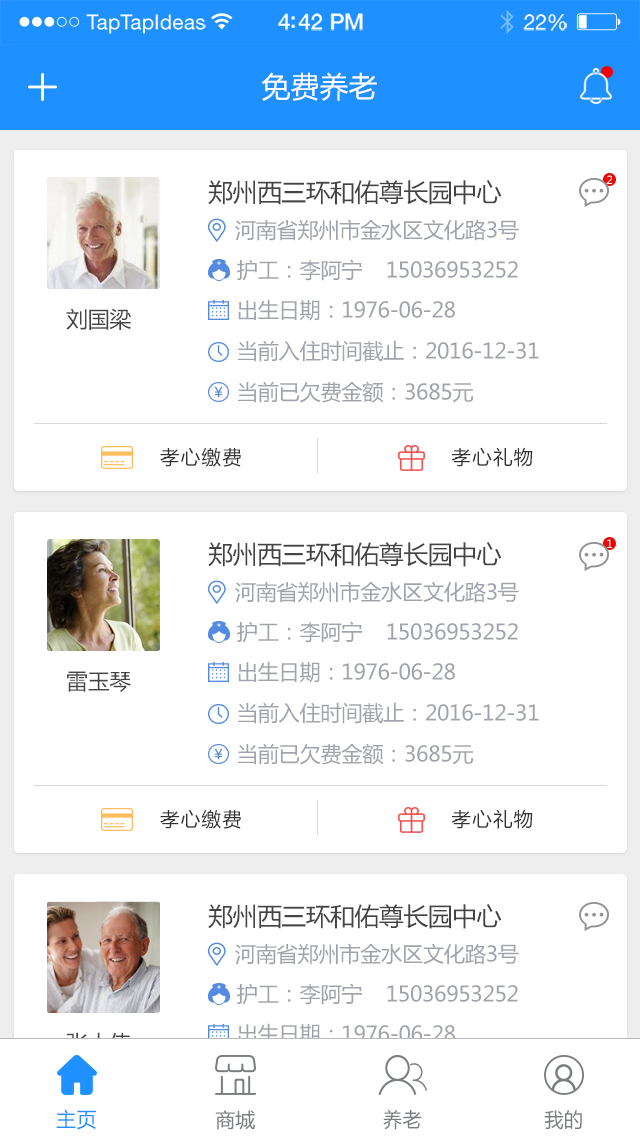 TapTapIdeas 4:42 PM 22%
免费养老
郑州西三环和佑尊长园中心
2
河南省郑州市金水区文化路3号
护工：李阿宁 15036953252
刘国梁
出生日期：1976-06-28
当前入住时间截止：2016-12-31
¥ 当前已欠费金额：3685元
孝心缴费 孝心礼物
郑州西三环和佑尊长园中心
1
河南省郑州市金水区文化路3号
护工：李阿宁 15036953252
雷玉琴
出生日期：1976-06-28
当前入住时间截止：2016-12-31
¥ 当前已欠费金额：3685元
孝心缴费 孝心礼物
郑州西三环和佑尊长园中心
河南省郑州市金水区文化路3号
护工：李阿宁 15036953252
出生日期：1976-06-28
主页 商城 养老 我的